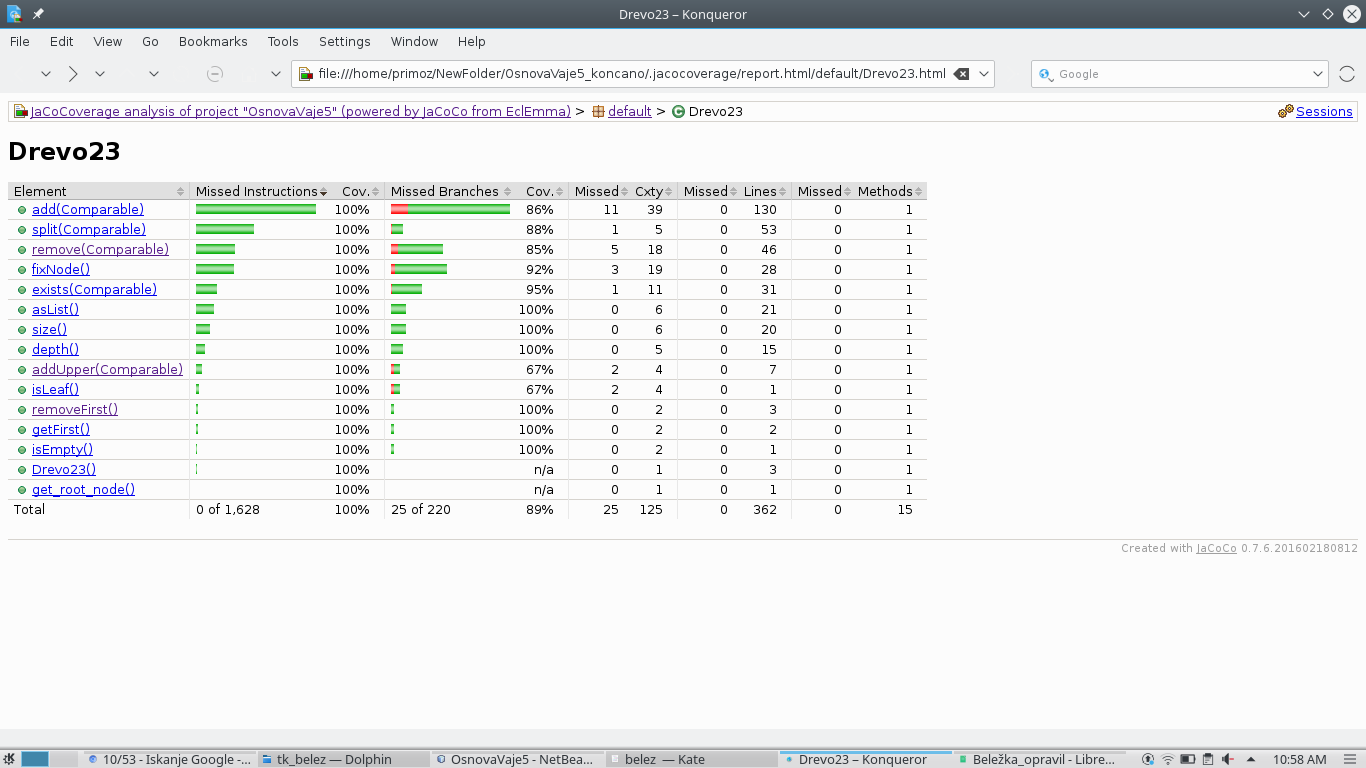 Drevo23 – Konqueror
File Edit View Go Bookmarks Tools Settings Window Help
file:///home/primoz/NewFolder/OsnovaVaje5_koncano/.jacocoverage/report.html/default/Drevo23.html Google
JaCoCoverage analysis of project "OsnovaVaje5" (powered by JaCoCo from EclEmma) > default > Drevo23 Sessions
Drevo23
Element Missed Instructions Cov. Missed Branches Cov. Missed Cxty Missed Lines Missed Methods
add(Comparable) 100% 86% 11 39 0 130 0 1
split(Comparable) 100% 88% 1 5 0 53 0 1
remove(Comparable) 100% 85% 5 18 0 46 0 1
fixNode() 100% 92% 3 19 0 28 0 1
exists(Comparable) 100% 95% 1 11 0 31 0 1
asList() 100% 100% 0 6 0 21 0 1
size() 100% 100% 0 6 0 20 0 1
depth() 100% 100% 0 5 0 15 0 1
addUpper(Comparable) 100% 67% 2 4 0 7 0 1
isLeaf() 100% 67% 2 4 0 1 0 1
removeFirst() 100% 100% 0 2 0 3 0 1
getFirst() 100% 100% 0 2 0 2 0 1
isEmpty() 100% 100% 0 2 0 1 0 1
Drevo23() 100% n/a 0 1 0 3 0 1
get_root_node() 100% n/a 0 1 0 1 0 1
Total 0 of 1,628 100% 25 of 220 89% 25 125 0 362 0 15
Created with JaCoCo 0.7.6.201602180812
10/53 - Iskanje Google -... tk_belez — Dolphin OsnovaVaje5 - NetBea... belez — Kate Drevo23 – Konqueror Beležka_opravil - Libre... 10:58 AM